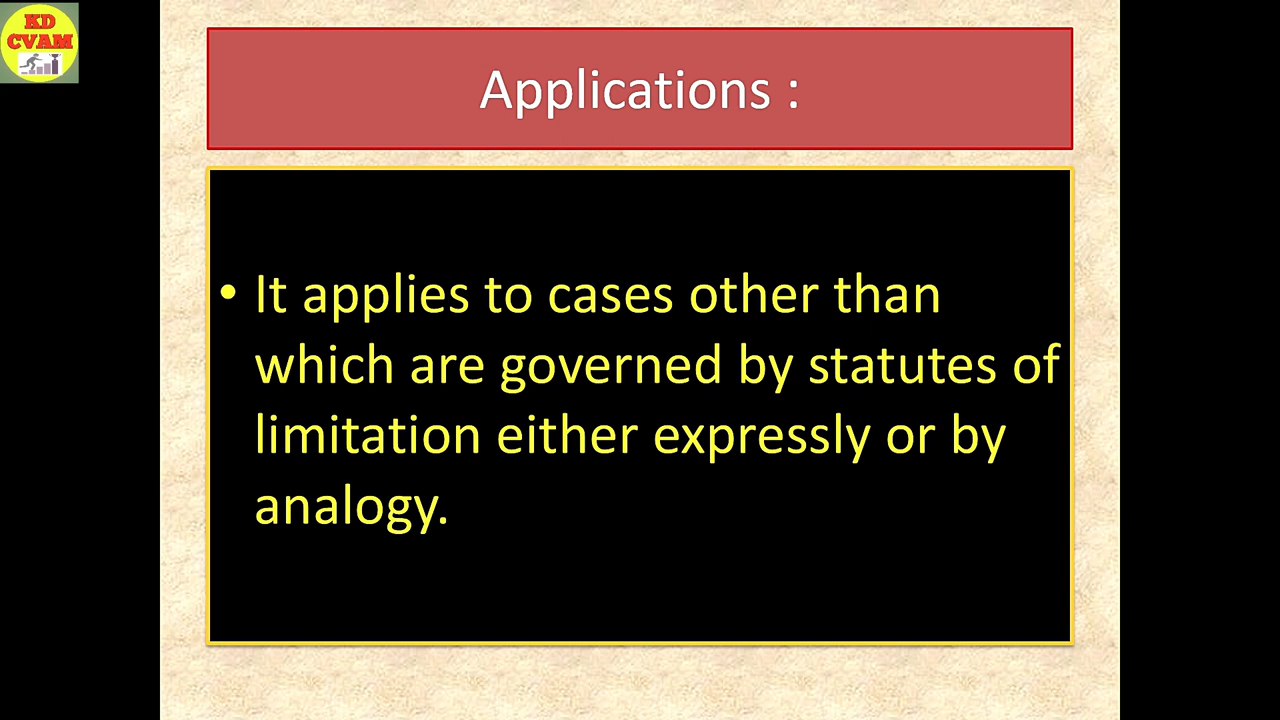 KD
CVAM
Applications :
• It applies to cases other than
which are governed by statutes of
limitation either expressly or by
analogy.